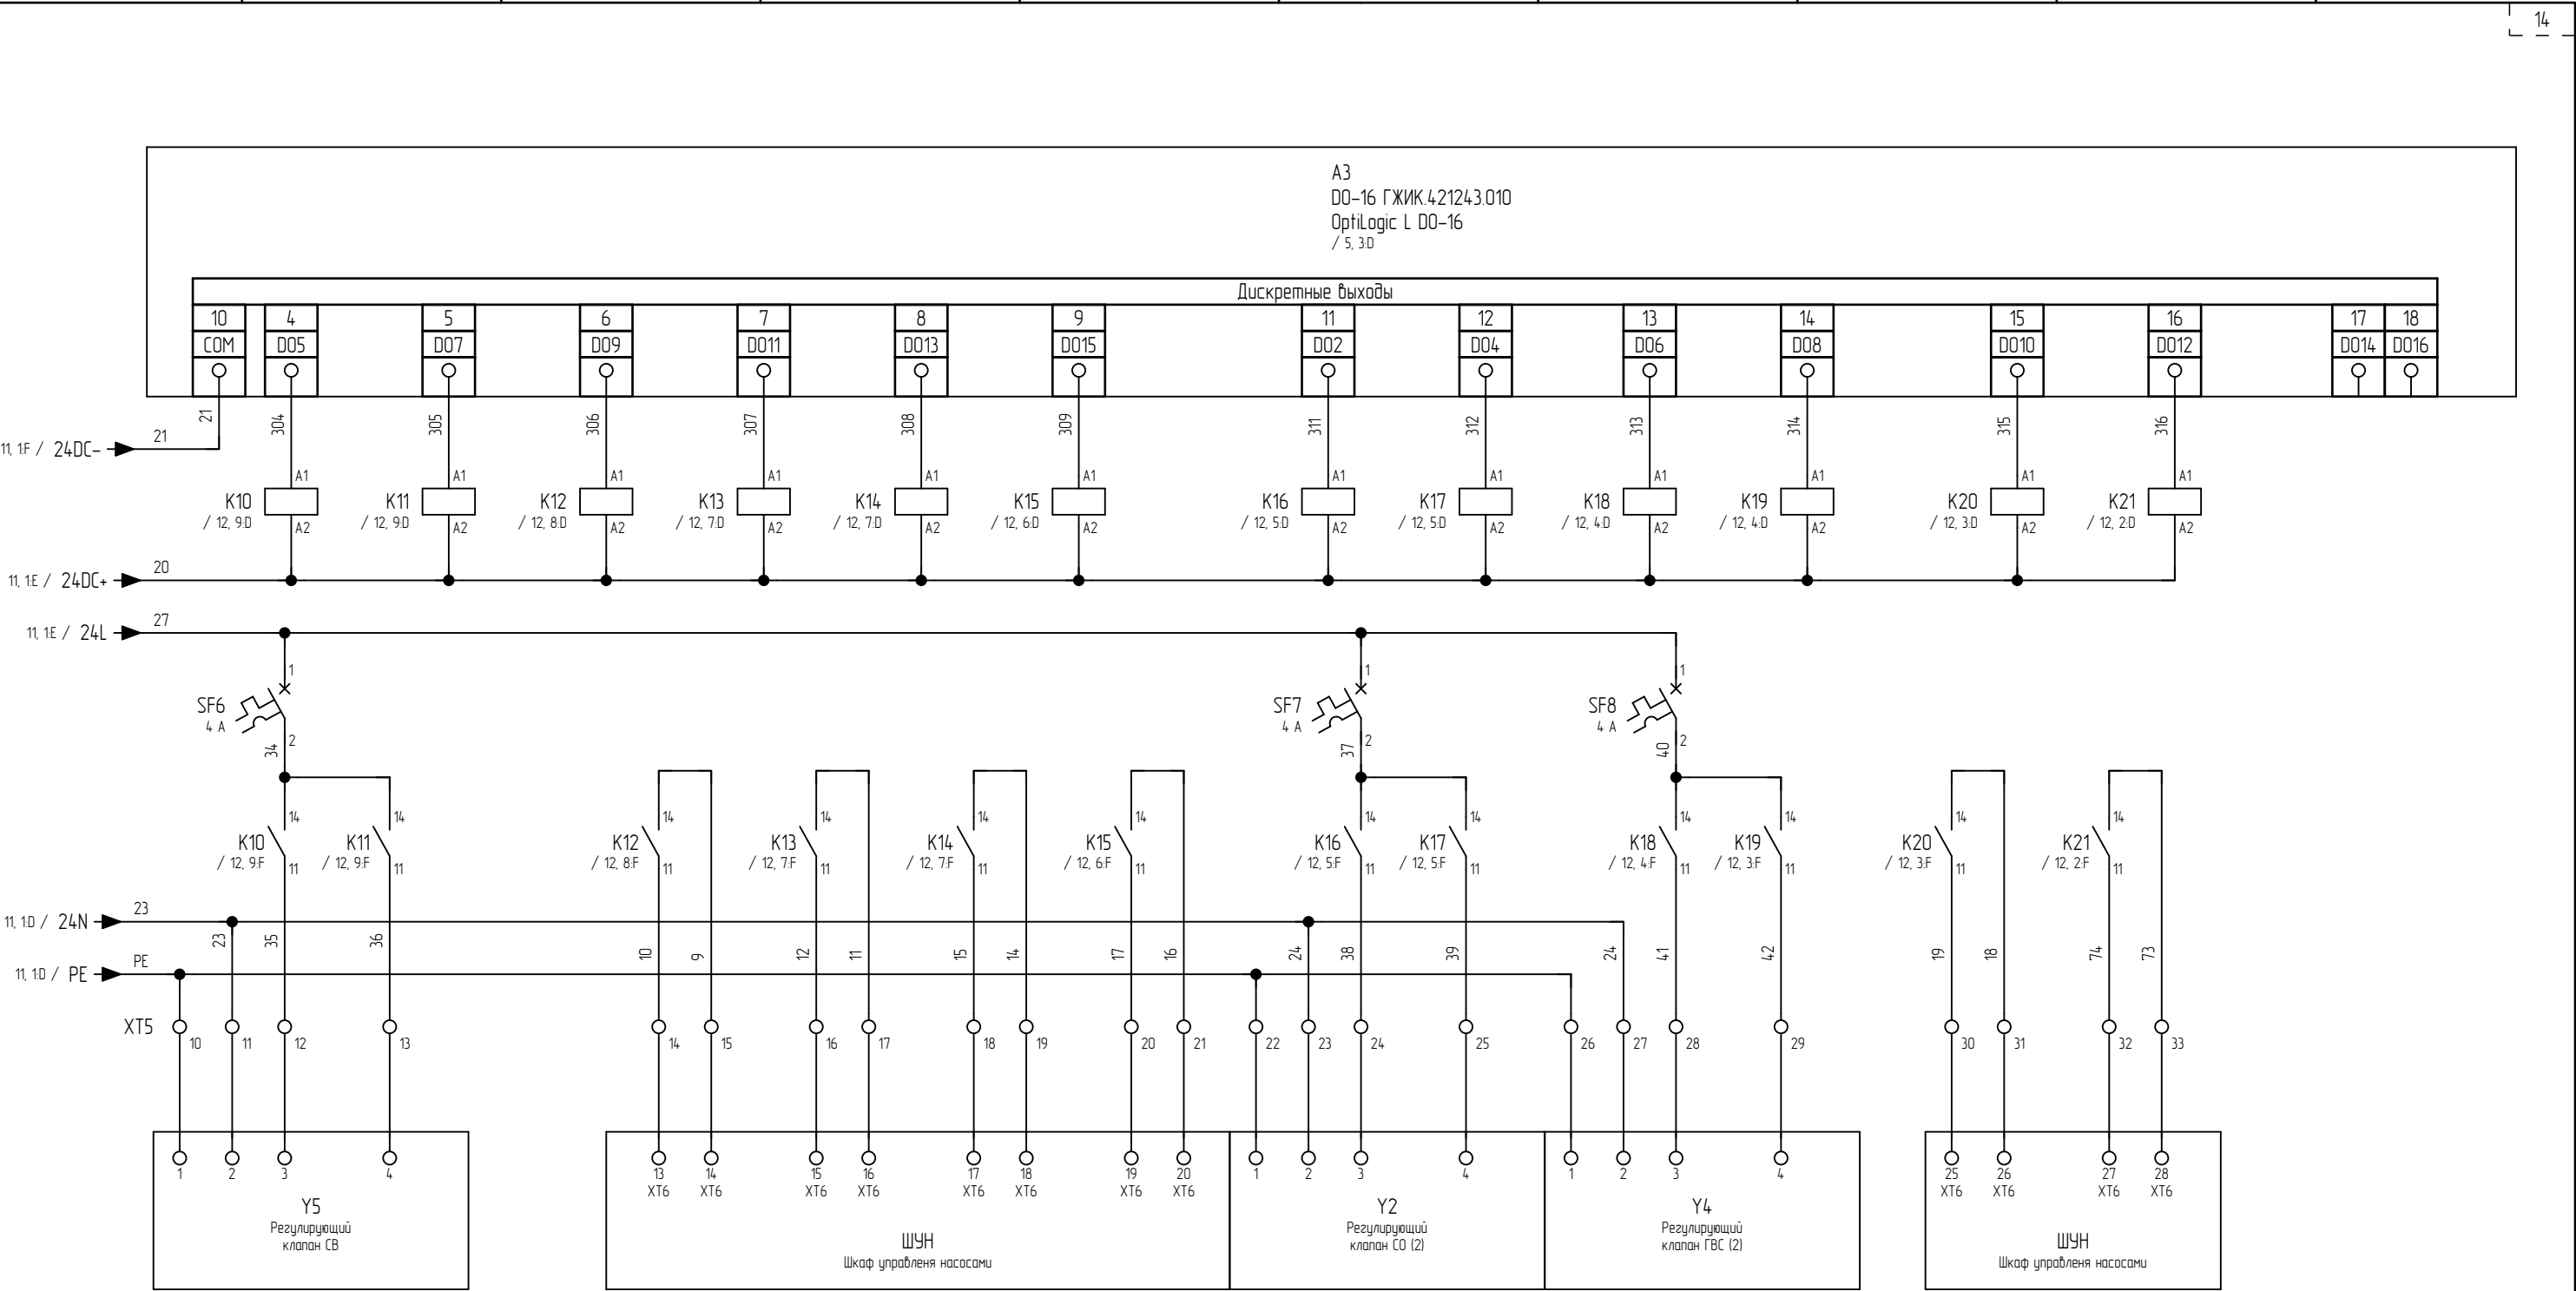 14
А3
DO-16 ГЖИК.421243.010
OptiLogic L DO-16
/ 5, 3:D
Дискретные выходы
10 4 5 6 7 8 9 11 12 13 14 15 16 17 18
COM DO5 DO7 DO9 DO11 DO13 DO15 DO2 DO4 DO6 DO8 DO10 DO12 DO14 DO16
21 304 305 306 307 308 309 311 312 313 314 315 316
11, 1:F / 24DC- 21
A1 A1 A1 A1 A1 A1 A1 A1 A1 A1 A1 A1
K10 K11 K12 K13 K14 K15 K16 K17 K18 K19 K20 K21
/ 12, 9:D / 12, 9:D / 12, 8:D / 12, 7:D / 12, 7:D / 12, 6:D / 12, 5:D / 12, 5:D / 12, 4:D / 12, 4:D / 12, 3:D / 12, 2:D
A2 A2 A2 A2 A2 A2 A2 A2 A2 A2 A2 A2
11, 1:E / 24DC+ 20
11, 1:E / 24L 27
1 1 1
SF6 SF7 SF8
4 А 4 А 4 А
34 2 37 2 40 2
14 14 14 14 14 14 14 14 14 14 14 14
K10 K11 K12 K13 K14 K15 K16 K17 K18 K19 K20 K21
/ 12, 9:F / 12, 9:F / 12, 8:F / 12, 7:F / 12, 7:F / 12, 6:F / 12, 5:F / 12, 5:F / 12, 4:F / 12, 3:F / 12, 3:F / 12, 2:F
11 11 11 11 11 11 11 11 11 11 11 11
11, 1:D / 24N 23
23 35 36 10 9 12 11 15 14 17 16 24 38 39 24 41 42 19 18 74 73
11, 1:D / PE PE
XT5
10 11 12 13 14 15 16 17 18 19 20 21 22 23 24 25 26 27 28 29 30 31 32 33
1 2 3 4 13 14 15 16 17 18 19 20 1 2 3 4 1 2 3 4 25 26 27 28
XT6 XT6 XT6 XT6 XT6 XT6 XT6 XT6 XT6 XT6 XT6 XT6
Y5
Регулирующий
клапан СВ
ШУН
Шкаф управленя насосами
Y2
Регулирующий
клапан СО (2)
Y4
Регулирующий
клапан ГВС (2)
ШУН
Шкаф управленя насосами